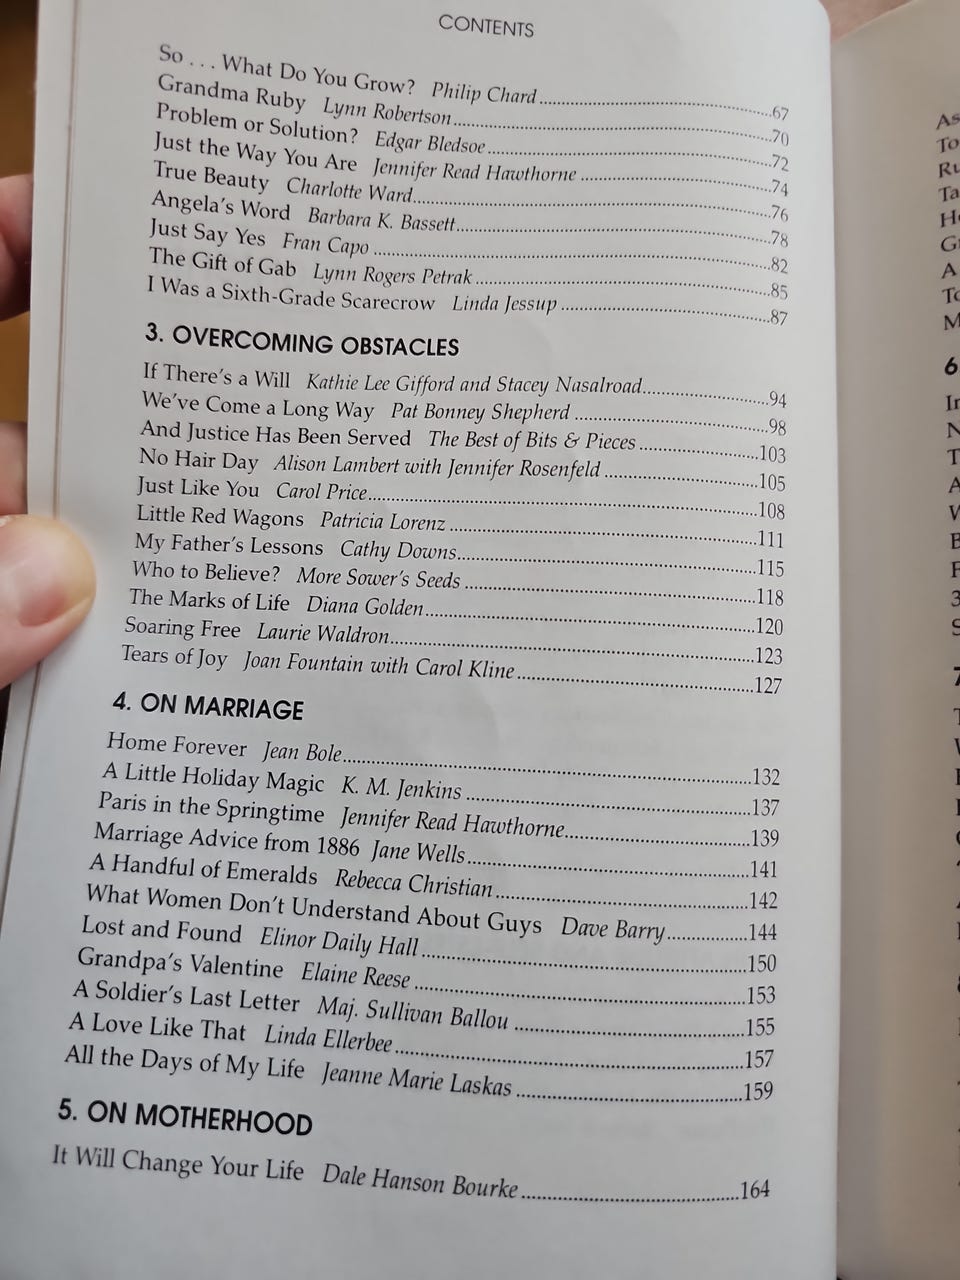 CONTENTS
So . . . What Do You Grow? Philip Chard 67
Grandma Ruby Lynn Robertson 70
Problem or Solution? Edgar Bledsoe 72
Just the Way You Are Jennifer Read Hawthorne 74
True Beauty Charlotte Ward 76
Angela's Word Barbara K. Bassett 78
Just Say Yes Fran Capo 82
The Gift of Gab Lynn Rogers Petrak 85
I Was a Sixth-Grade Scarecrow Linda Jessup 87
3. OVERCOMING OBSTACLES
If There's a Will Kathie Lee Gifford and Stacey Nasalroad 94
We've Come a Long Way Pat Bonney Shepherd 98
And Justice Has Been Served The Best of Bits & Pieces 103
No Hair Day Alison Lambert with Jennifer Rosenfeld 105
Just Like You Carol Price 108
Little Red Wagons Patricia Lorenz 111
My Father's Lessons Cathy Downs 115
Who to Believe? More Sower's Seeds 118
The Marks of Life Diana Golden 120
Soaring Free Laurie Waldron 123
Tears of Joy Joan Fountain with Carol Kline 127
4. ON MARRIAGE
Home Forever Jean Bole 132
A Little Holiday Magic K. M. Jenkins 137
Paris in the Springtime Jennifer Read Hawthorne 139
Marriage Advice from 1886 Jane Wells 141
A Handful of Emeralds Rebecca Christian 142
What Women Don't Understand About Guys Dave Barry 144
Lost and Found Elinor Daily Hall 150
Grandpa's Valentine Elaine Reese 153
A Soldier's Last Letter Maj. Sullivan Ballou 155
A Love Like That Linda Ellerbee 157
All the Days of My Life Jeanne Marie Laskas 159
5. ON MOTHERHOOD
It Will Change Your Life Dale Hanson Bourke 164